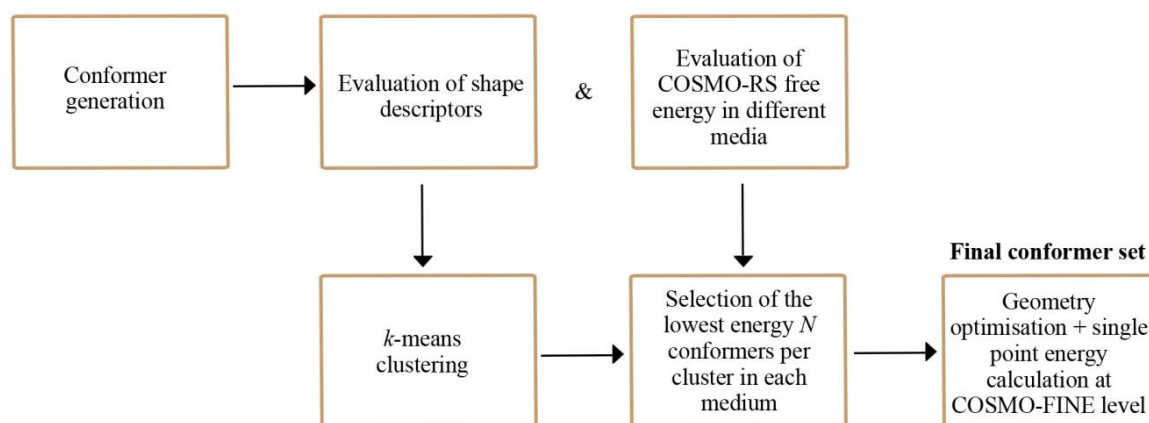 Conformer
generation
Evaluation of shape
descriptors
&
Evaluation of
COSMO-RS free
energy in different
media
k-means
clustering
Selection of the
lowest energy N
conformers per
cluster in each
medium
Final conformer set
Geometry
optimisation + single
point energy
calculation at
COSMO-FINE level